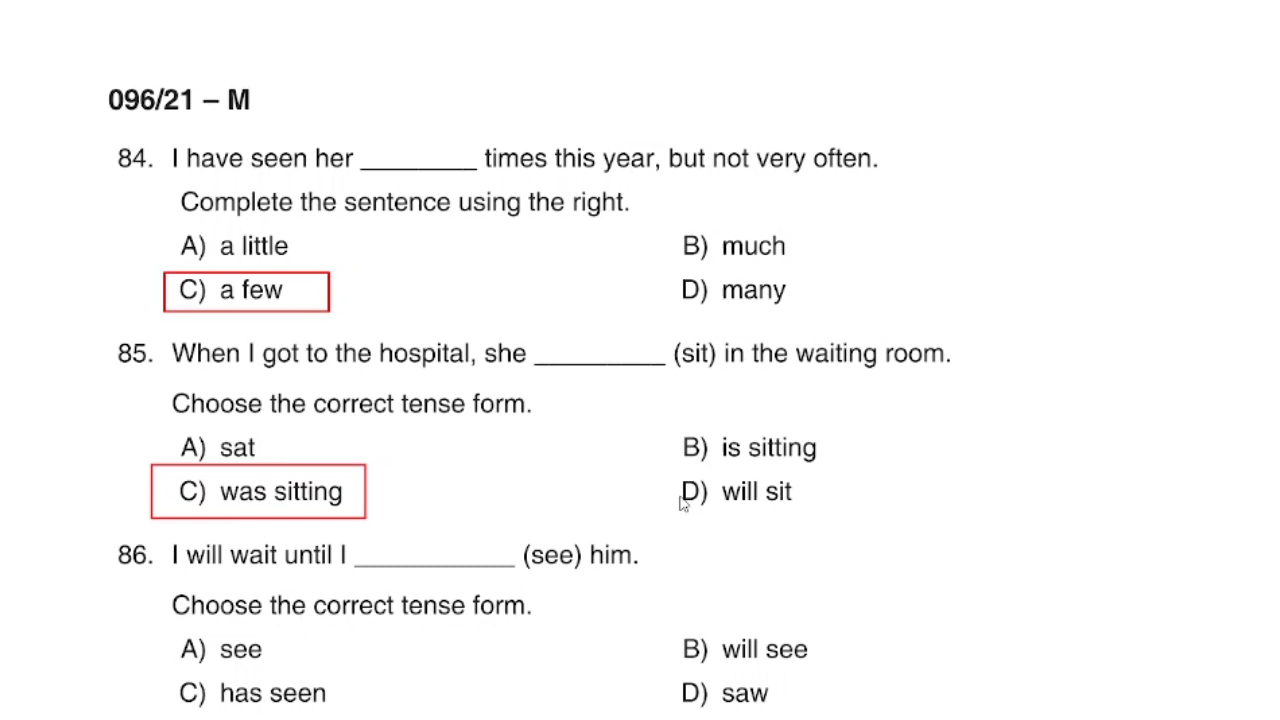 096/21 – M
84. I have seen her ________ times this year, but not very often.
Complete the sentence using the right.
A) a little B) much
C) a few D) many
85. When I got to the hospital, she _________ (sit) in the waiting room.
Choose the correct tense form.
A) sat B) is sitting
C) was sitting D) will sit
86. I will wait until I ___________ (see) him.
Choose the correct tense form.
A) see B) will see
C) has seen D) saw